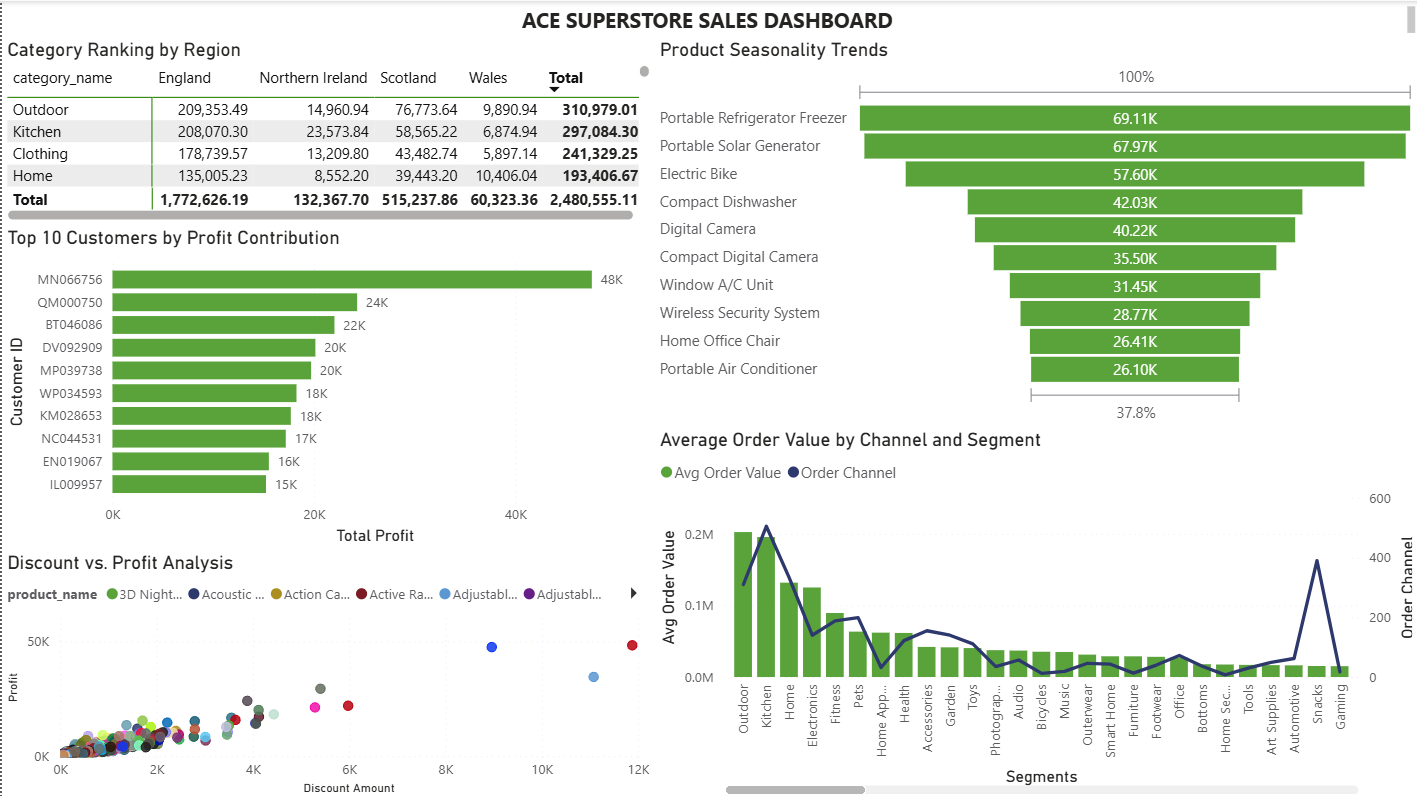 ACE SUPERSTORE SALES DASHBOARD
Category Ranking by Region
category_name England Northern Ireland Scotland Wales Total
Outdoor 209,353.49 14,960.94 76,773.64 9,890.94 310,979.01
Kitchen 208,070.30 23,573.84 58,565.22 6,874.94 297,084.30
Clothing 178,739.57 13,209.80 43,482.74 5,897.14 241,329.25
Home 135,005.23 8,552.20 39,443.20 10,406.04 193,406.67
Total 1,772,626.19 132,367.70 515,237.86 60,323.36 2,480,555.11
Top 10 Customers by Profit Contribution
Customer ID
MN066756 48K
QM000750 24K
BT046086 22K
DV092909 20K
MP039738 20K
WP034593 18K
KM028653 18K
NC044531 17K
EN019067 16K
IL009957 15K
0K 20K 40K
Total Profit
Discount vs. Profit Analysis
product_name 3D Night... Acoustic ... Action Ca... Active Ra... Adjustabl... Adjustabl...
Profit
50K
0K
0K 2K 4K 6K 8K 10K 12K
Discount Amount
Product Seasonality Trends
100%
Portable Refrigerator Freezer 69.11K
Portable Solar Generator 67.97K
Electric Bike 57.60K
Compact Dishwasher 42.03K
Digital Camera 40.22K
Compact Digital Camera 35.50K
Window A/C Unit 31.45K
Wireless Security System 28.77K
Home Office Chair 26.41K
Portable Air Conditioner 26.10K
37.8%
Average Order Value by Channel and Segment
Avg Order Value Order Channel
Avg Order Value
0.2M
0.1M
0.0M
600
400
200
0
Order Channel
Outdoor
Kitchen
Home
Electronics
Fitness
Pets
Home App...
Health
Accessories
Garden
Toys
Photograp...
Audio
Bicycles
Music
Outerwear
Smart Home
Furniture
Footwear
Office
Bottoms
Home Sec...
Tools
Art Supplies
Automotive
Snacks
Gaming
Segments